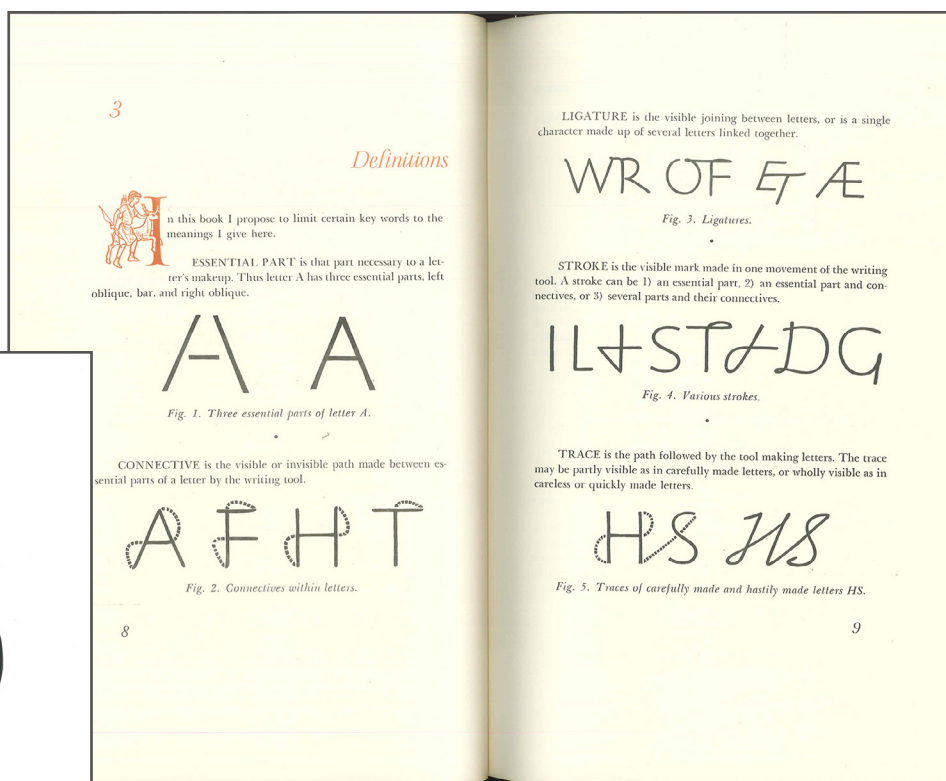 3
Definitions
In this book I propose to limit certain key words to the
meanings I give here.
ESSENTIAL PART is that part necessary to a let-
ter's makeup. Thus letter A has three essential parts, left
oblique, bar, and right oblique.
A A
Fig. 1. Three essential parts of letter A.
CONNECTIVE is the visible or invisible path made between es-
sential parts of a letter by the writing tool.
A F H T
Fig. 2. Connectives within letters.
8
LIGATURE is the visible joining between letters, or is a single
character made up of several letters linked together.
WR OF ET Æ
Fig. 3. Ligatures.
STROKE is the visible mark made in one movement of the writing
tool. A stroke can be 1) an essential part, 2) an essential part and con-
nectives, or 3) several parts and their connectives.
I L S T D G
Fig. 4. Various strokes.
TRACE is the path followed by the tool making letters. The trace
may be partly visible as in carefully made letters, or wholly visible as in
careless or quickly made letters.
HS HS
Fig. 5. Traces of carefully made and hastily made letters HS.
9